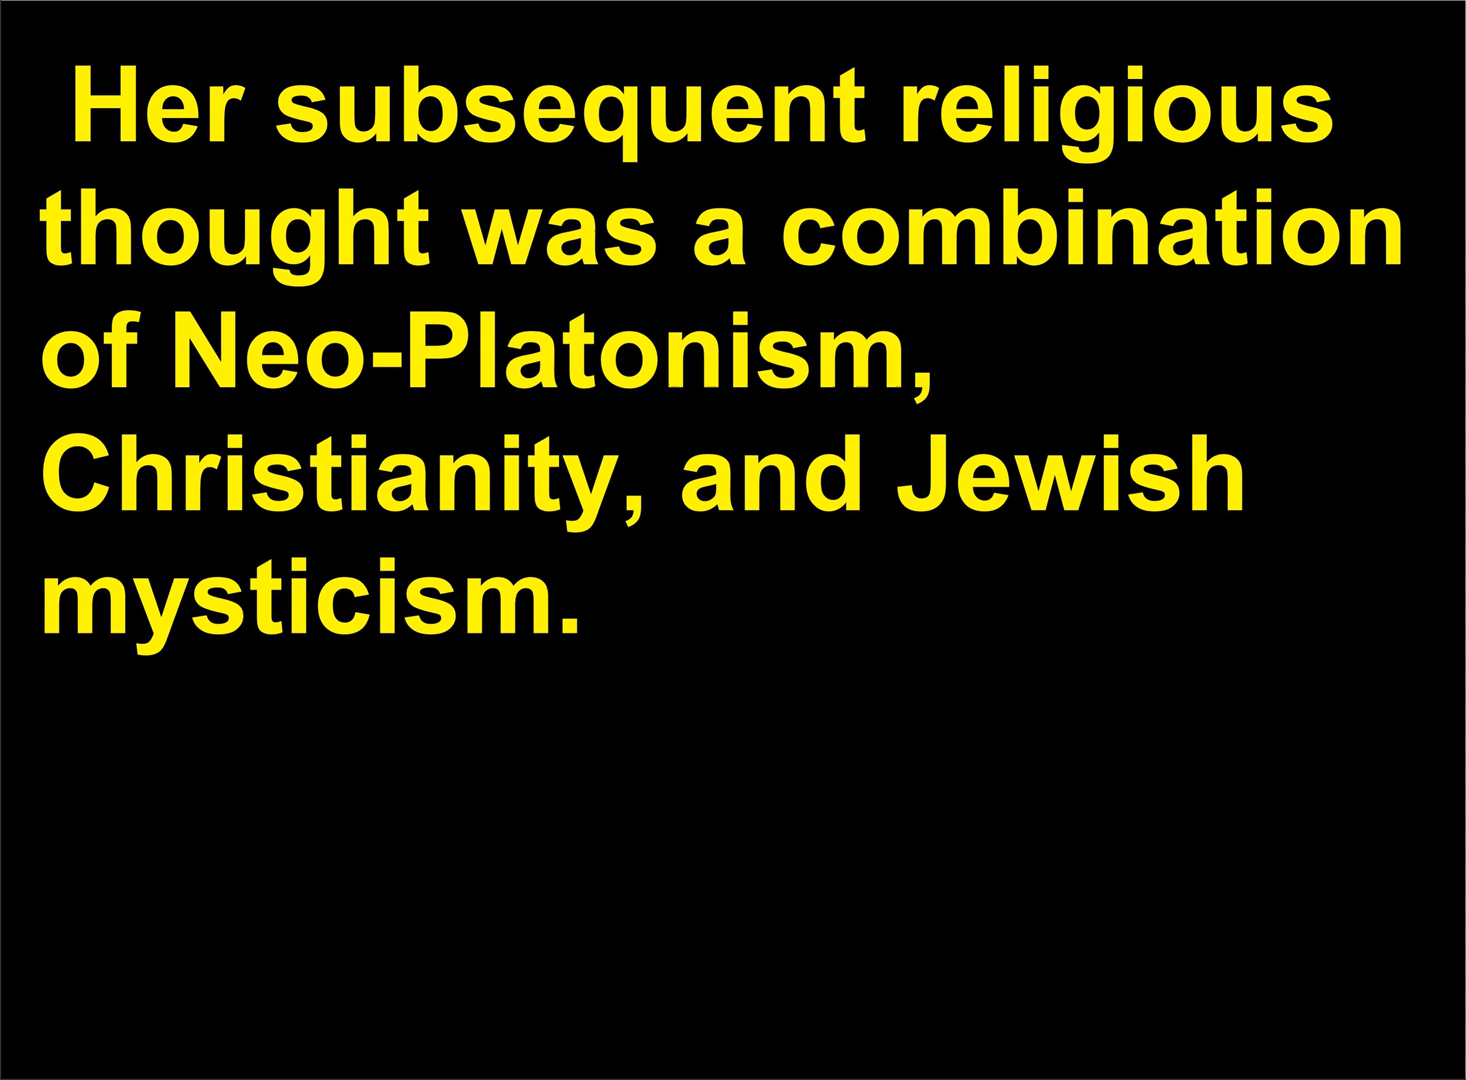 Her subsequent religious
thought was a combination
of Neo-Platonism,
Christianity, and Jewish
mysticism.